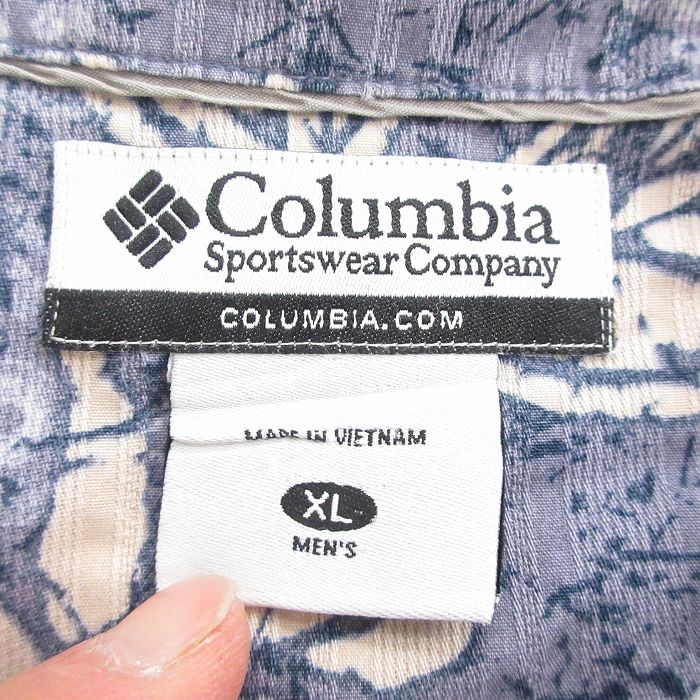 Columbia
Sportswear Company
COLUMBIA.COM
MADE IN VIETNAM
XL
MEN'S